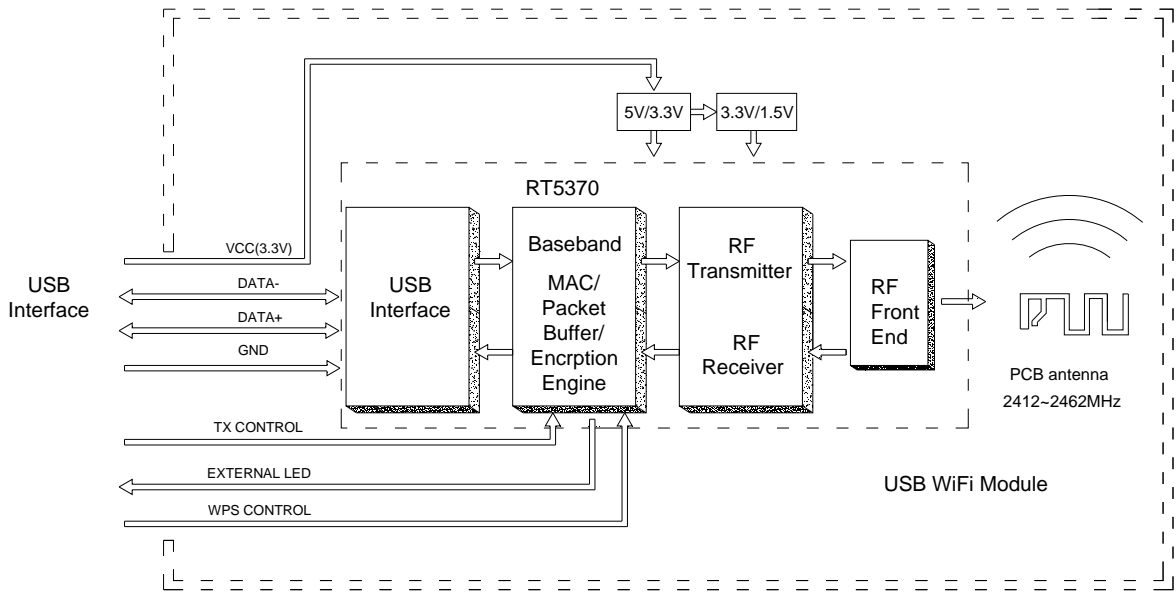 5V/3.3V
3.3V/1.5V
RT5370
VCC(3.3V)
DATA-
DATA+
GND
USB
Interface
USB
Interface
Baseband
MAC/
Packet
Buffer/
Encrption
Engine
RF
Transmitter
RF
Receiver
RF
Front
End
PCB antenna
2412~2462MHz
TX CONTROL
EXTERNAL LED
WPS CONTROL
USB WiFi Module